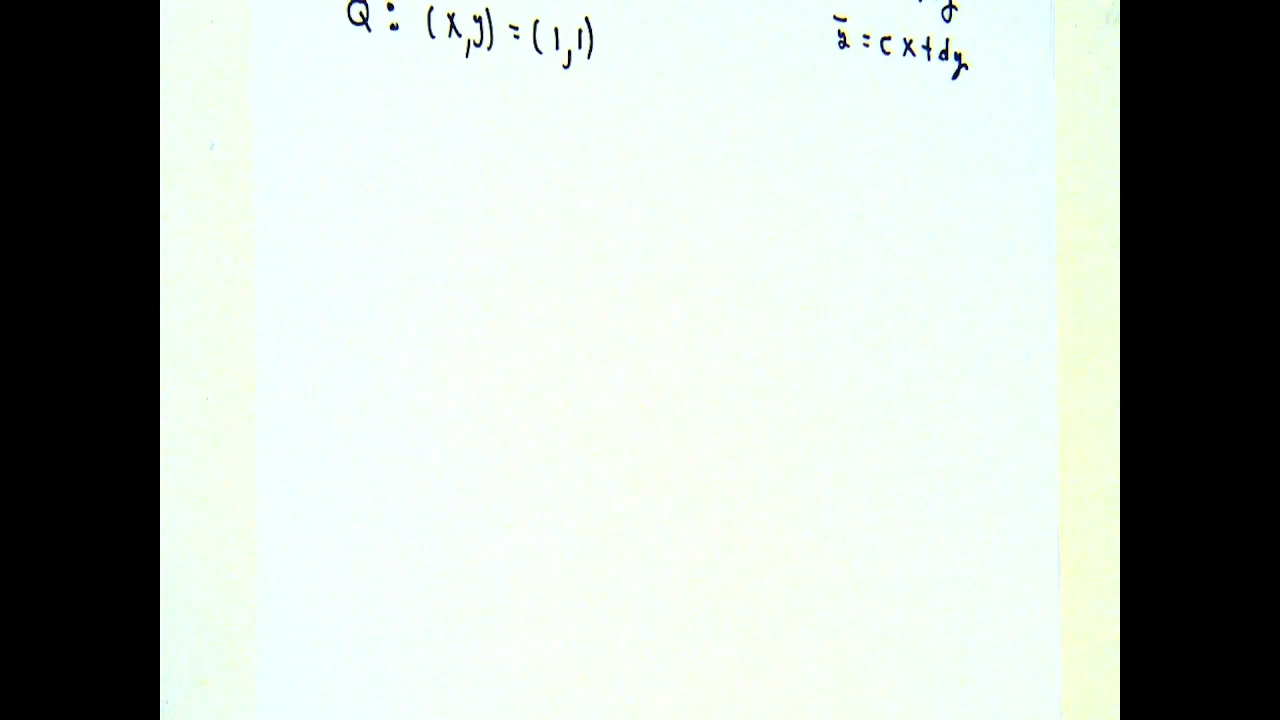 Q: (x,y) = (1,1)
ȳ = cx+dy